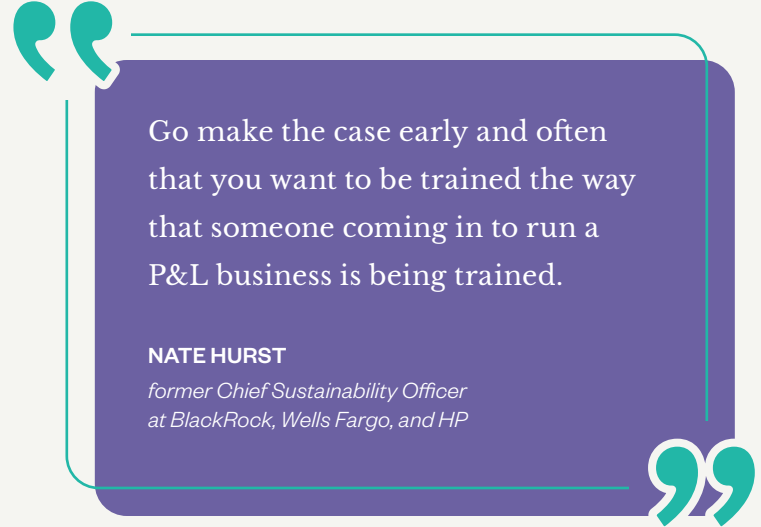 Go make the case early and often
that you want to be trained the way
that someone coming in to run a
P&L business is being trained.
NATE HURST
former Chief Sustainability Officer
at BlackRock, Wells Fargo, and HP